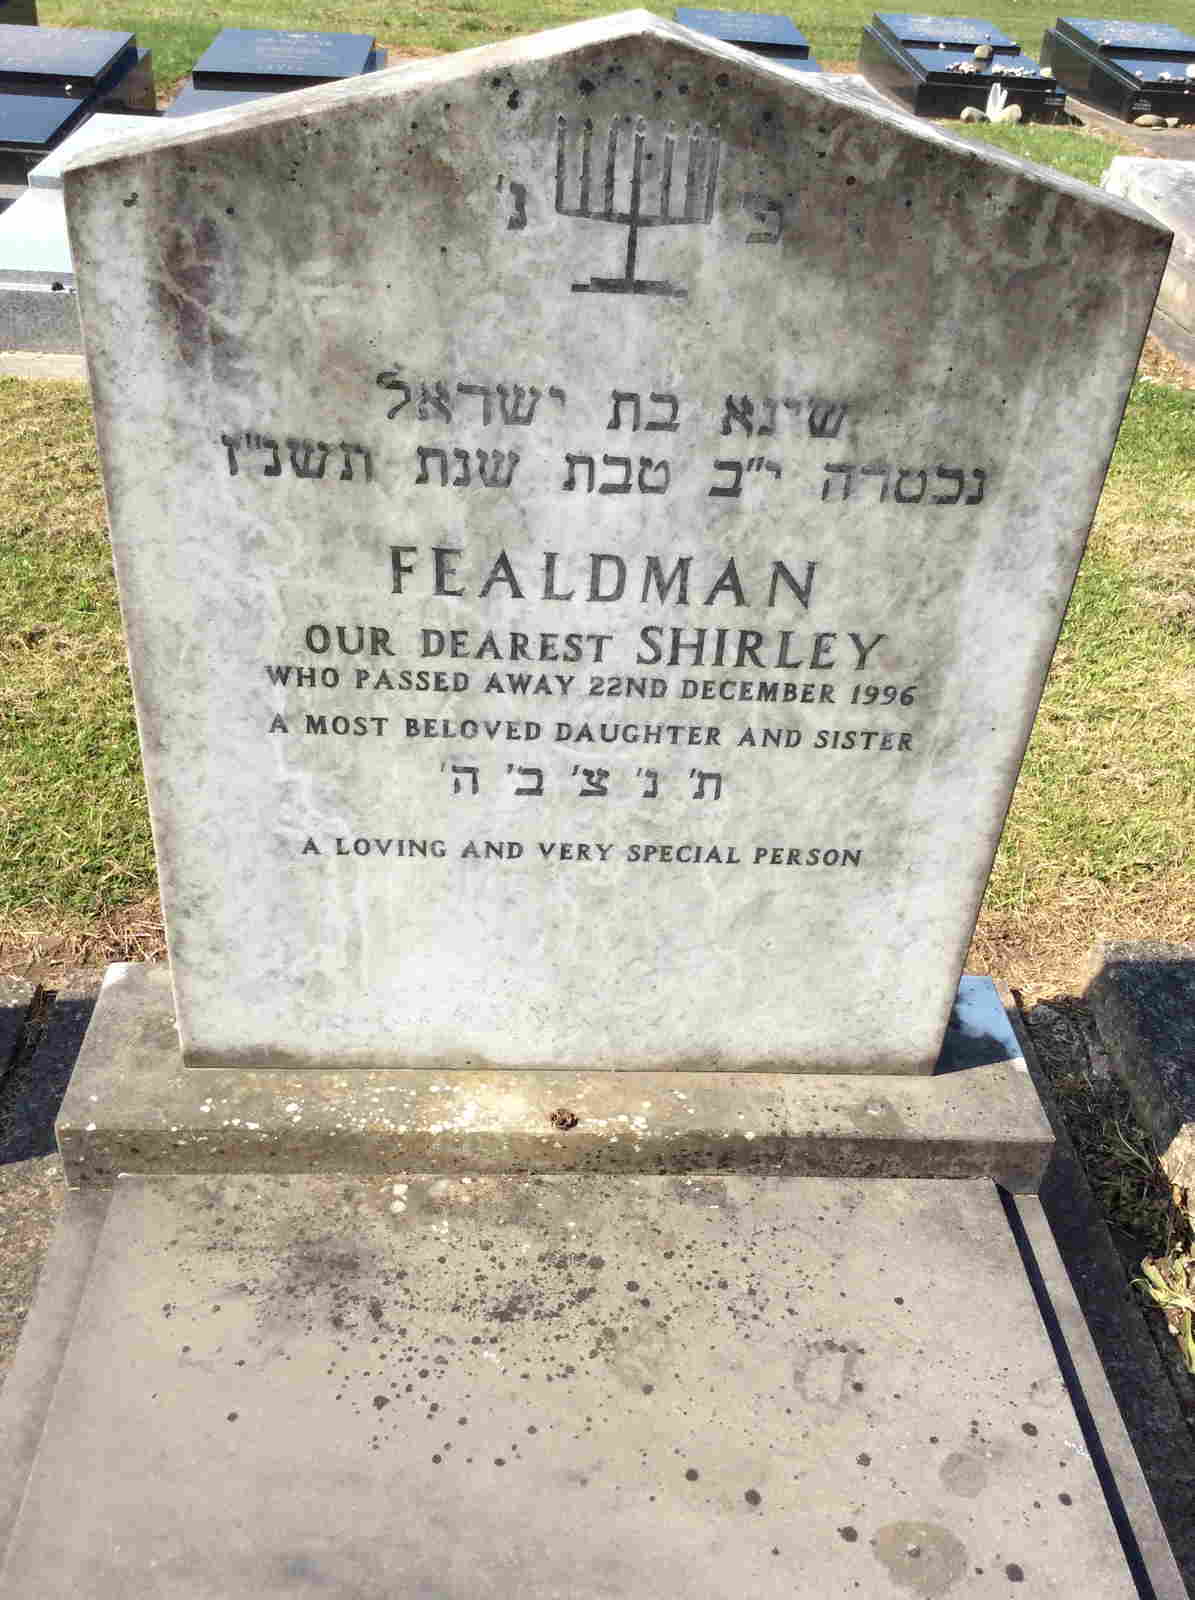 פ נ'
שינא בת ישראל
נכטרה י"ב טבת שנת תשנ"ז
FEALDMAN
OUR DEAREST SHIRLEY
WHO PASSED AWAY 22ND DECEMBER 1996
A MOST BELOVED DAUGHTER AND SISTER
ת' נ' צ' ב' ה'
A LOVING AND VERY SPECIAL PERSON